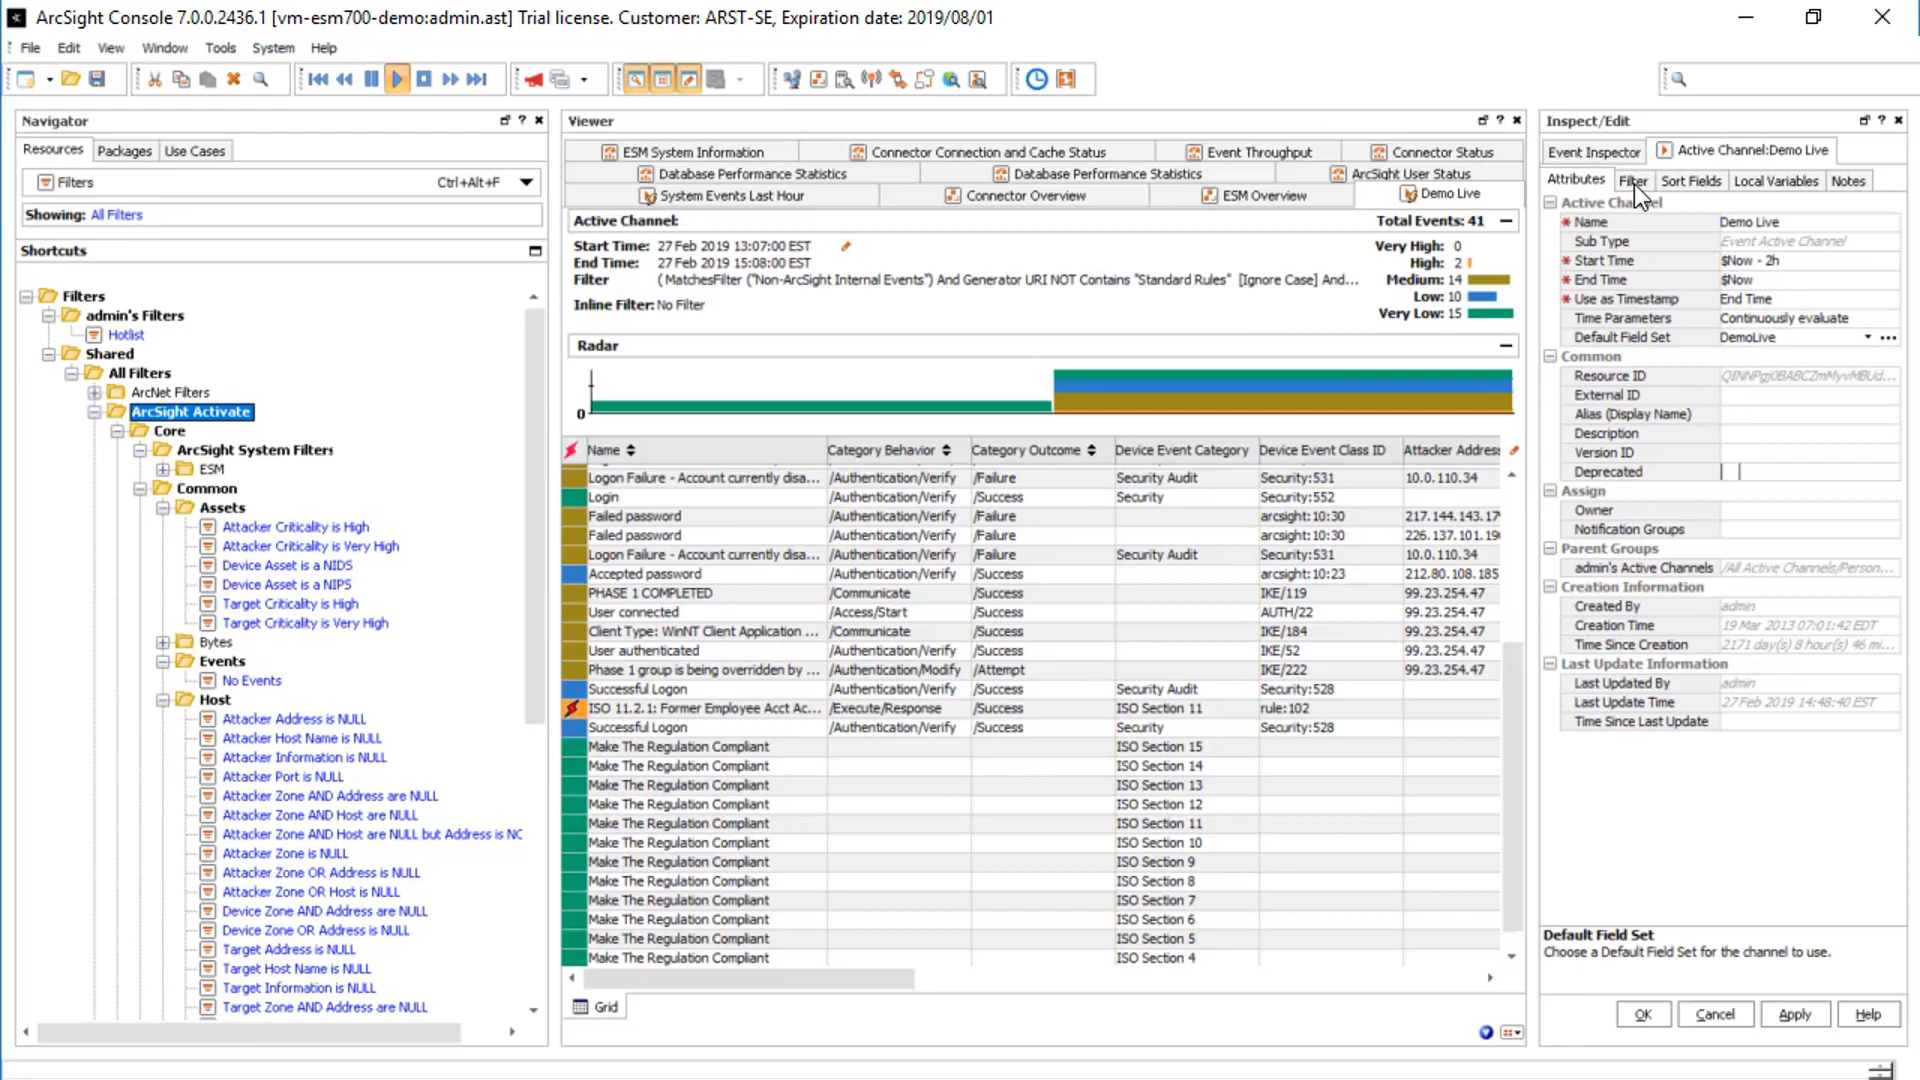 ArcSight Console 7.0.0.2436.1 [vm-esm700-demo:admin.ast] Trial license. Customer: ARST-SE, Expiration date: 2019/08/01
File Edit View Window Tools System Help
Navigator
Resources Packages Use Cases
Filters Ctrl+Alt+F
Showing: All Filters
Shortcuts
Filters
admin's Filters
Hotlist
Shared
All Filters
ArcNet Filters
ArcSight Activate
Core
ArcSight System Filters
ESM
Common
Assets
Attacker Criticality is High
Attacker Criticality is Very High
Device Asset is a NIDS
Device Asset is a NIPS
Target Criticality is High
Target Criticality is Very High
Bytes
Events
No Events
Host
Attacker Address is NULL
Attacker Host Name is NULL
Attacker Information is NULL
Attacker Port is NULL
Attacker Zone AND Address are NULL
Attacker Zone AND Host are NULL
Attacker Zone AND Host are NULL but Address is NO
Attacker Zone is NULL
Attacker Zone OR Address is NULL
Attacker Zone OR Host is NULL
Device Zone AND Address are NULL
Device Zone OR Address is NULL
Target Address is NULL
Target Host Name is NULL
Target Information is NULL
Target Zone AND Address are NULL
Viewer
ESM System Information Connector Connection and Cache Status Event Throughput Connector Status
Database Performance Statistics Database Performance Statistics ArcSight User Status
System Events Last Hour Connector Overview ESM Overview Demo Live
Active Channel: Total Events: 41
Start Time: 27 Feb 2019 13:07:00 EST Very High: 0
End Time: 27 Feb 2019 15:08:00 EST High: 2
Filter ( MatchesFilter ("Non-ArcSight Internal Events") And Generator URI NOT Contains "Standard Rules" [Ignore Case] And... Medium: 14
Low: 10
Inline Filter: No Filter
Very Low: 15
Radar
0
Name Category Behavior Category Outcome Device Event Category Device Event Class ID Attacker Address
Logon Failure - Account currently disa... /Authentication/Verify /Failure Security Audit Security:531 10.0.110.34
Login /Authentication/Verify /Success Security Security:552
Failed password /Authentication/Verify /Failure arcsight:10:30 217.144.143.17
Failed password /Authentication/Verify /Failure arcsight:10:30 226.137.101.19
Logon Failure - Account currently disa... /Authentication/Verify /Failure Security Audit Security:531 10.0.110.34
Accepted password /Authentication/Verify /Success arcsight:10:23 212.80.108.185
PHASE 1 COMPLETED /Communicate /Success IKE/119 99.23.254.47
User connected /Access/Start /Success AUTH/22 99.23.254.47
Client Type: WinNT Client Application ... /Communicate /Success IKE/184 99.23.254.47
User authenticated /Authentication/Verify /Success IKE/52 99.23.254.47
Phase 1 group is being overridden by ... /Authentication/Modify /Attempt IKE/222 99.23.254.47
Successful Logon /Authentication/Verify /Success Security Audit Security:528
ISO 11.2.1: Former Employee Acct Ac... /Execute/Response /Success ISO Section 11 rule:102
Successful Logon /Authentication/Verify /Success Security Security:528
Make The Regulation Compliant ISO Section 15
Make The Regulation Compliant ISO Section 14
Make The Regulation Compliant ISO Section 13
Make The Regulation Compliant ISO Section 12
Make The Regulation Compliant ISO Section 11
Make The Regulation Compliant ISO Section 10
Make The Regulation Compliant ISO Section 9
Make The Regulation Compliant ISO Section 8
Make The Regulation Compliant ISO Section 7
Make The Regulation Compliant ISO Section 6
Make The Regulation Compliant ISO Section 5
Make The Regulation Compliant ISO Section 4
Grid
Inspect/Edit
Event Inspector Active Channel:Demo Live
Attributes Filter Sort Fields Local Variables Notes
Active Channel
* Name Demo Live
Sub Type Event Active Channel
* Start Time $Now - 2h
* End Time $Now
* Use as Timestamp End Time
Time Parameters Continuously evaluate
Default Field Set DemoLive
Common
Resource ID
External ID
Alias (Display Name)
Description
Version ID
Deprecated
Assign
Owner
Notification Groups
Parent Groups
admin's Active Channels /All Active Channels/Person...
Creation Information
Created By admin
Creation Time 19 Mar 2013 07:01:42 EDT
Time Since Creation 2171 day(s) 8 hour(s) 46 mi...
Last Update Information
Last Updated By admin
Last Update Time 27 Feb 2019 14:48:40 EST
Time Since Last Update
Default Field Set
Choose a Default Field Set for the channel to use.
OK Cancel Apply Help